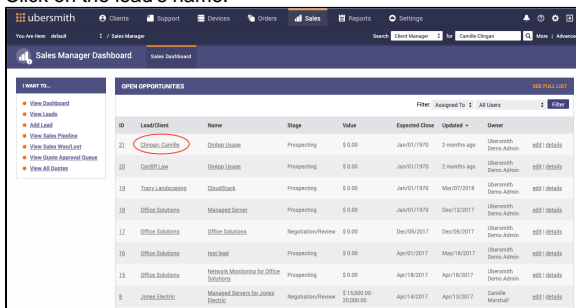 Click on the lead's name:
ubersmith Clients Support Devices Orders Sales Reports Settings
You Are Here: default / Sales Manager Search Client Manager for Camille Clingan More | Advance
Sales Manager Dashboard Sales Dashboard
I WANT TO...
View Dashboard
View Leads
Add Lead
View Sales Pipeline
View Sales Won/Lost
View Quote Approval Queue
View All Quotes
OPEN OPPORTUNITIES SEE FULL LIST
Filter: Assigned To All Users Filter
ID Lead/Client Name Stage Value Expected Close Updated Owner
21 Clingan, Camille OnApp Usage Prospecting $ 0.00 Jan/01/1970 2 months ago Ubersmith Demo Admin edit | details
20 Cardiff Law OnApp Usage Prospecting $ 0.00 Jan/01/1970 2 months ago Ubersmith Demo Admin edit | details
19 Tracy Landscaping CloudStack Prospecting $ 0.00 Jan/01/1970 Mar/07/2018 Ubersmith Demo Admin edit | details
18 Office Solutions Managed Server Prospecting $ 0.00 Jan/01/1970 Dec/12/2017 Ubersmith Demo Admin edit | details
17 Office Solutions Office Solutions Negotiation/Review $ 0.00 Dec/05/2017 Dec/05/2017 Ubersmith Demo Admin edit | details
16 Office Solutions test lead Prospecting $ 0.00 Apr/01/2017 May/18/2017 Ubersmith Demo Admin edit | details
15 Office Solutions Network Monitoring for Office Solutions Prospecting $ 0.00 Apr/18/2017 Apr/18/2017 Ubersmith Demo Admin edit | details
8 Jones Electric Managed Servers for Jones Electric Negotiation/Review $ 15,000.00 - 20,000.00 Apr/14/2017 Apr/13/2017 Camille Marshall edit | details